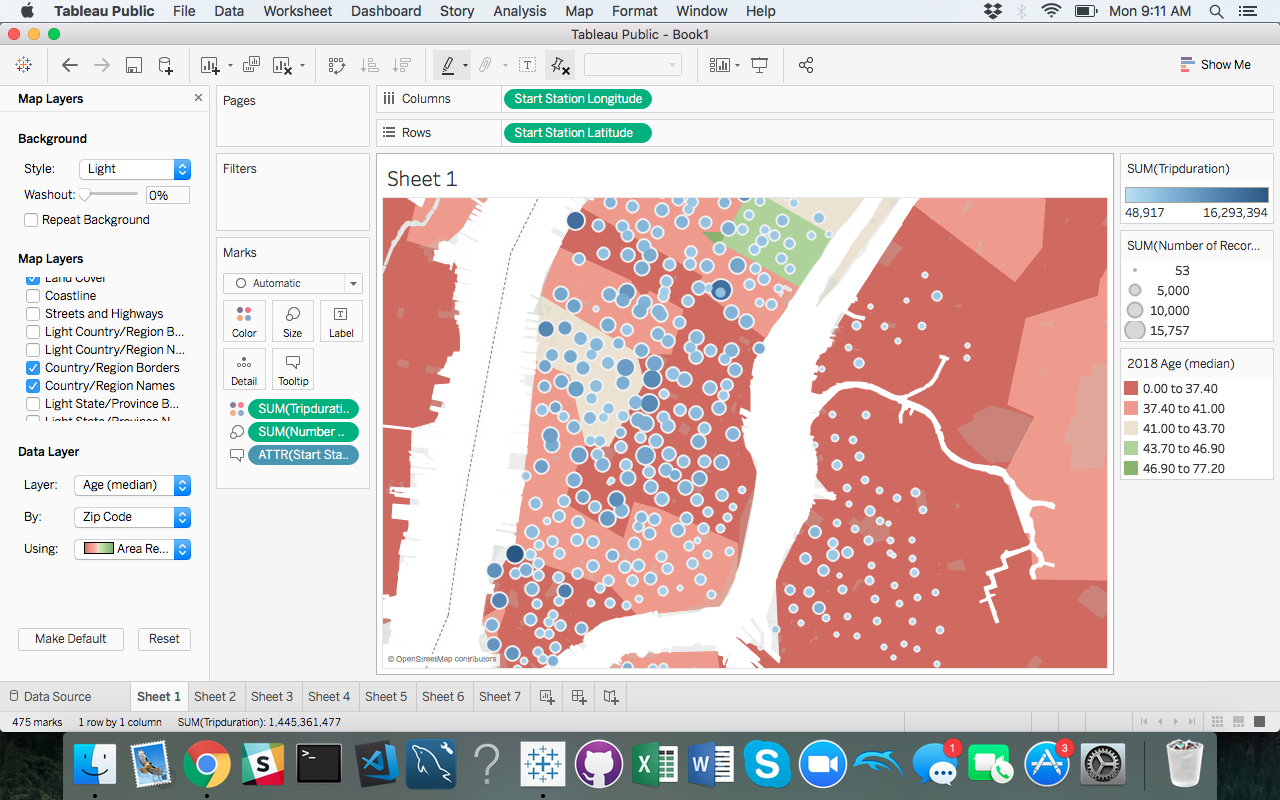 Tableau Public File Data Worksheet Dashboard Story Analysis Map Format Window Help Mon 9:11 AM
Tableau Public - Book1
Show Me
Map Layers
Background
Style: Light
Washout: 0%
Repeat Background
Map Layers
Land Cover
Coastline
Streets and Highways
Light Country/Region B...
Light Country/Region N...
Country/Region Borders
Country/Region Names
Light State/Province B...
Light State/Province N
Data Layer
Layer: Age (median)
By: Zip Code
Using: Area Re...
Make Default Reset
Pages
Filters
Marks
Automatic
Color Size Label
Detail Tooltip
SUM(Tripdurati..
SUM(Number ..
ATTR(Start Sta..
Columns Start Station Longitude
Rows Start Station Latitude
Sheet 1
© OpenStreetMap contributors
SUM(Tripduration)
48,917 16,293,394
SUM(Number of Recor...
53
5,000
10,000
15,757
2018 Age (median)
0.00 to 37.40
37.40 to 41.00
41.00 to 43.70
43.70 to 46.90
46.90 to 77.20
Data Source Sheet 1 Sheet 2 Sheet 3 Sheet 4 Sheet 5 Sheet 6 Sheet 7
475 marks 1 row by 1 column SUM(Tripduration): 1,445,361,477
1
3